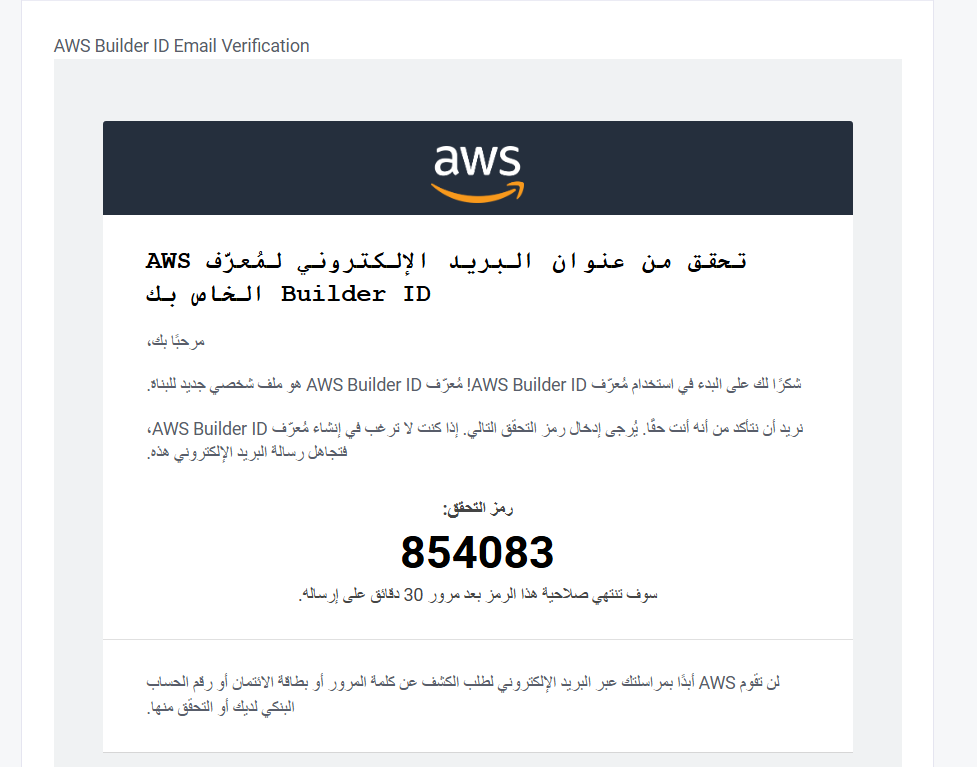 AWS Builder ID Email Verification
aws
تحقق من عنوان البريد الإلكتروني لمُعرّف AWS
Builder ID الخاص بك
مرحبًا بك،
شكرًا لك على البدء في استخدام مُعرّف AWS Builder ID! مُعرّف AWS Builder ID هو ملف شخصي جديد للبناة.
نريد أن نتأكد من أنه أنت حقًا. يُرجى إدخال رمز التحقق التالي. إذا كنت لا ترغب في إنشاء مُعرّف AWS Builder ID،
فتجاهل رسالة البريد الإلكتروني هذه.
رمز التحقق:
854083
سوف تنتهي صلاحية هذا الرمز بعد مرور 30 دقائق على إرساله.
لن تقوم AWS أبدًا بمراسلتك عبر البريد الإلكتروني لطلب الكشف عن كلمة المرور أو بطاقة الائتمان أو رقم الحساب
البنكي لديك أو التحقق منها.